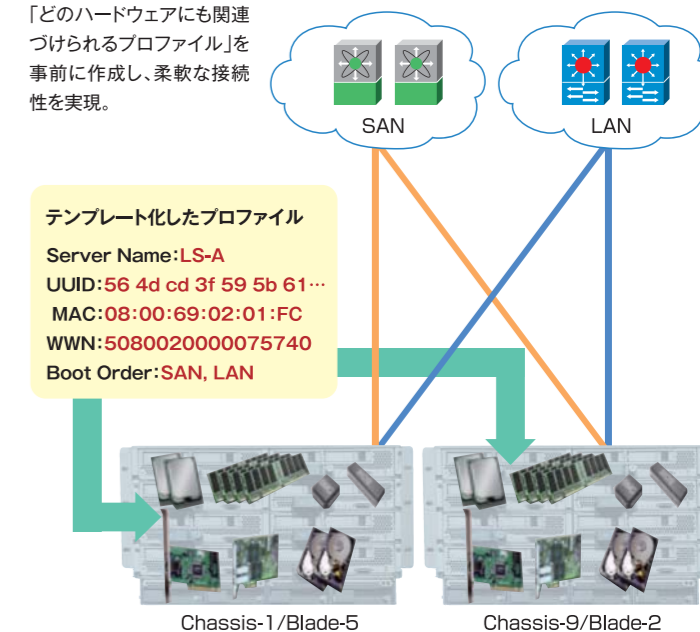 「どのハードウェアにも関連
づけられるプロファイル」を
事前に作成し、柔軟な接続
性を実現。
SAN
LAN
テンプレート化したプロファイル
Server Name:LS-A
UUID:56 4d cd 3f 59 5b 61…
MAC:08:00:69:02:01:FC
WWN:5080020000075740
Boot Order:SAN, LAN
Chassis-1/Blade-5
Chassis-9/Blade-2